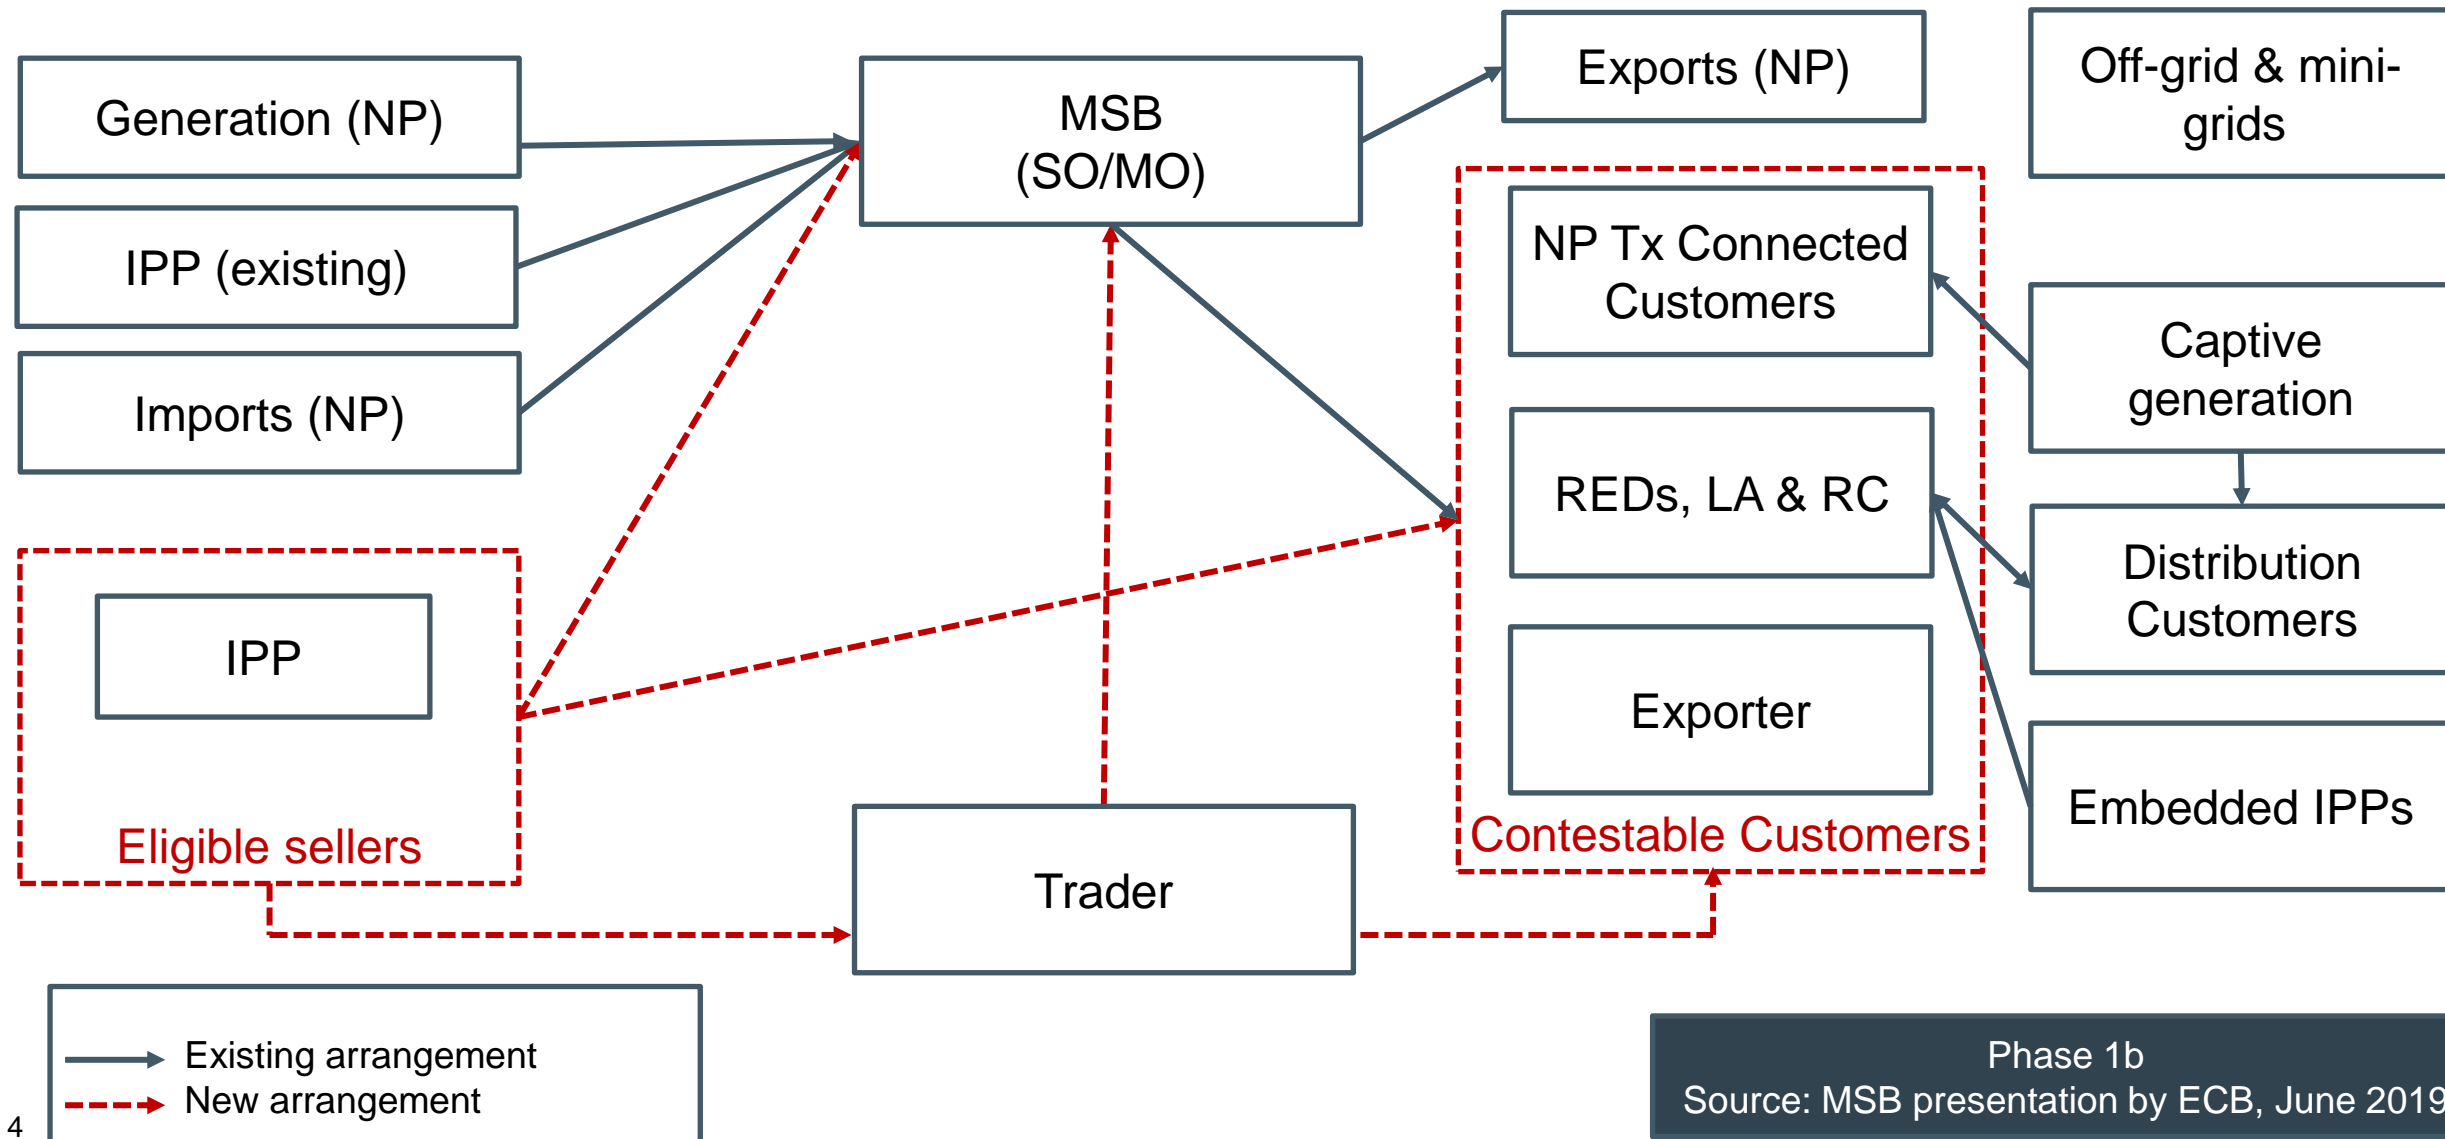 Generation (NP)
IPP (existing)
Imports (NP)
IPP
Eligible sellers
MSB
(SO/MO)
Trader
Exports (NP)
NP Tx Connected
Customers
REDs, LA & RC
Exporter
Contestable Customers
Off-grid & mini-
grids
Captive
generation
Distribution
Customers
Embedded IPPs
Existing arrangement
New arrangement
Phase 1b
Source: MSB presentation by ECB, June 2019
4